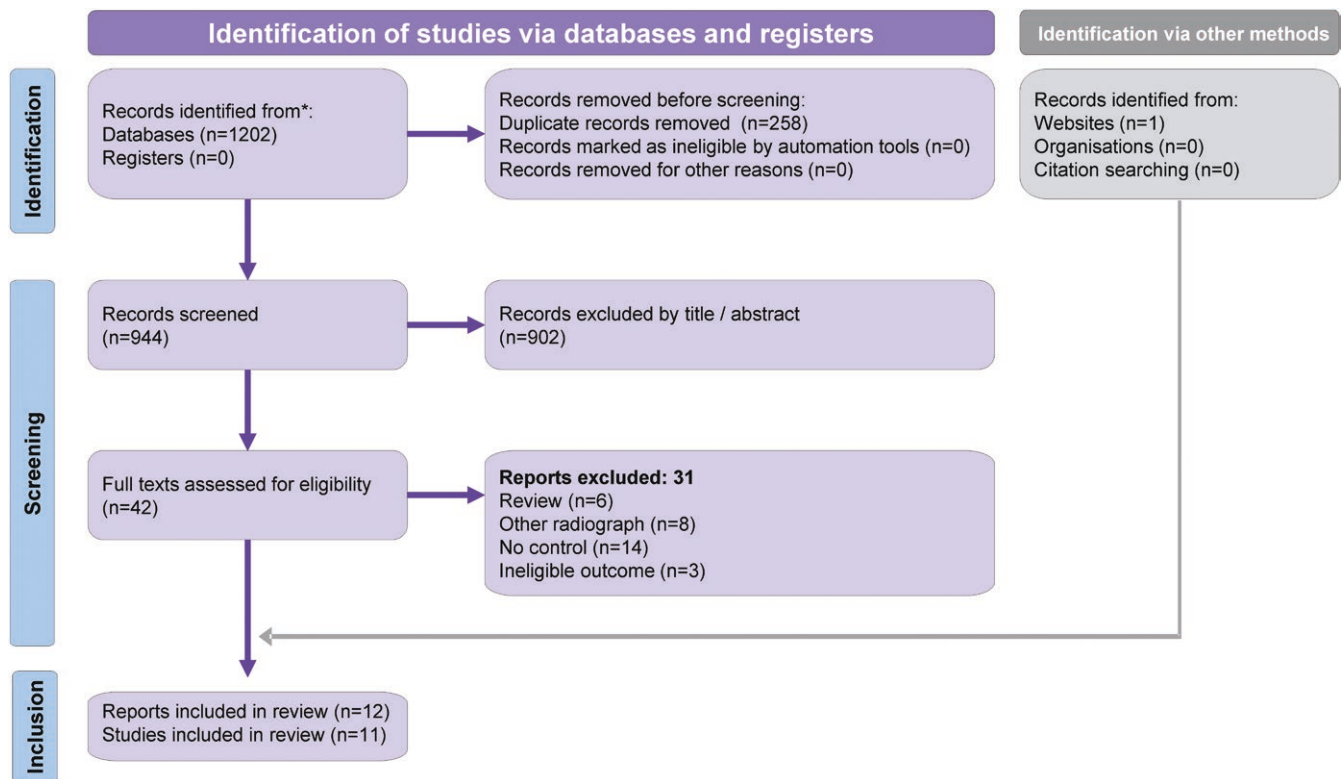 Identification of studies via databases and registers
Identification via other methods
Identification
Records identified from*:
Databases (n=1202)
Registers (n=0)
Records removed before screening:
Duplicate records removed (n=258)
Records marked as ineligible by automation tools (n=0)
Records removed for other reasons (n=0)
Records identified from:
Websites (n=1)
Organisations (n=0)
Citation searching (n=0)
Screening
Records screened
(n=944)
Records excluded by title / abstract
(n=902)
Full texts assessed for eligibility
(n=42)
Reports excluded: 31
Review (n=6)
Other radiograph (n=8)
No control (n=14)
Ineligible outcome (n=3)
Inclusion
Reports included in review (n=12)
Studies included in review (n=11)